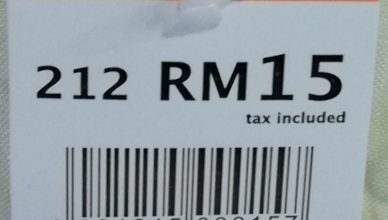 212 RM15
tax included